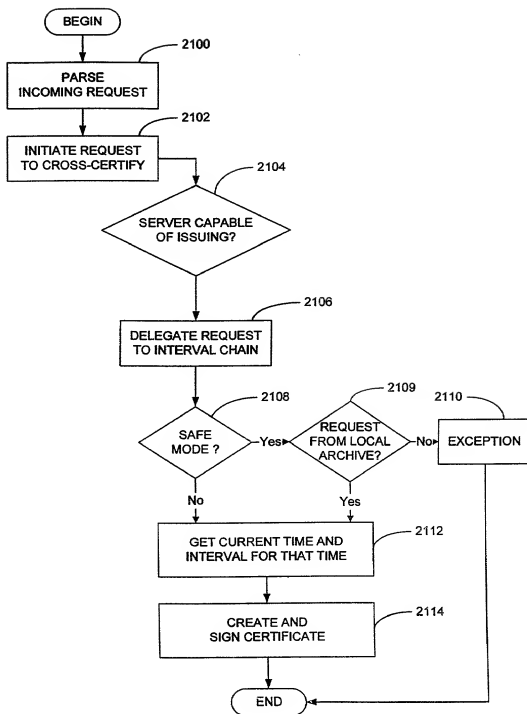 BEGIN
2100
PARSE
INCOMING REQUEST
2102
INITIATE REQUEST
TO CROSS-CERTIFY
2104
SERVER CAPABLE
OF ISSUING?
2106
DELEGATE REQUEST
TO INTERVAL CHAIN
2108
SAFE
MODE ?
Yes
2109
REQUEST
FROM LOCAL
ARCHIVE?
No
2110
EXCEPTION
No
Yes
2112
GET CURRENT TIME AND
INTERVAL FOR THAT TIME
2114
CREATE AND
SIGN CERTIFICATE
END